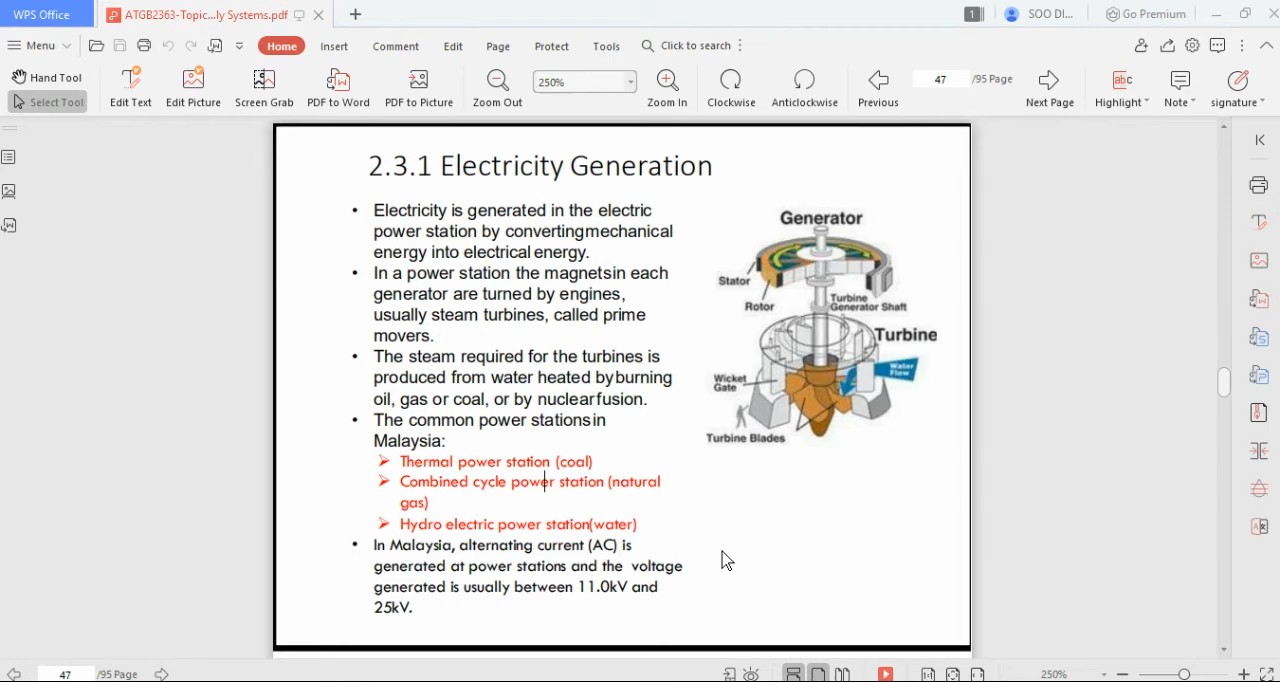 WPS Office
ATGB2363-Topic...ly Systems.pdf
1
SOO DI...
Go Premium
Menu
Home
Insert
Comment
Edit
Page
Protect
Tools
Click to search
Hand Tool
Select Tool
Edit Text
Edit Picture
Screen Grab
PDF to Word
PDF to Picture
Zoom Out
250%
Zoom In
Clockwise
Anticlockwise
Previous
47
/95 Page
Next Page
Highlight
Note
signature
2.3.1 Electricity Generation
• Electricity is generated in the electric
power station by convertingmechanical
energy into electrical energy.
• In a power station the magnetsin each
generator are turned by engines,
usually steam turbines, called prime
movers.
• The steam required for the turbines is
produced from water heated byburning
oil, gas or coal, or by nuclearfusion.
• The common power stationsin
Malaysia:
➢ Thermal power station (coal)
➢ Combined cycle power station (natural
gas)
➢ Hydro electric power station(water)
• In Malaysia, alternating current (AC) is
generated at power stations and the voltage
generated is usually between 11.0kV and
25kV.
Generator
Stator
Rotor
Turbine
Generator Shaft
Turbine
Water
Flow
Wicket
Gate
Turbine Blades
47
/95 Page
1:1
250%